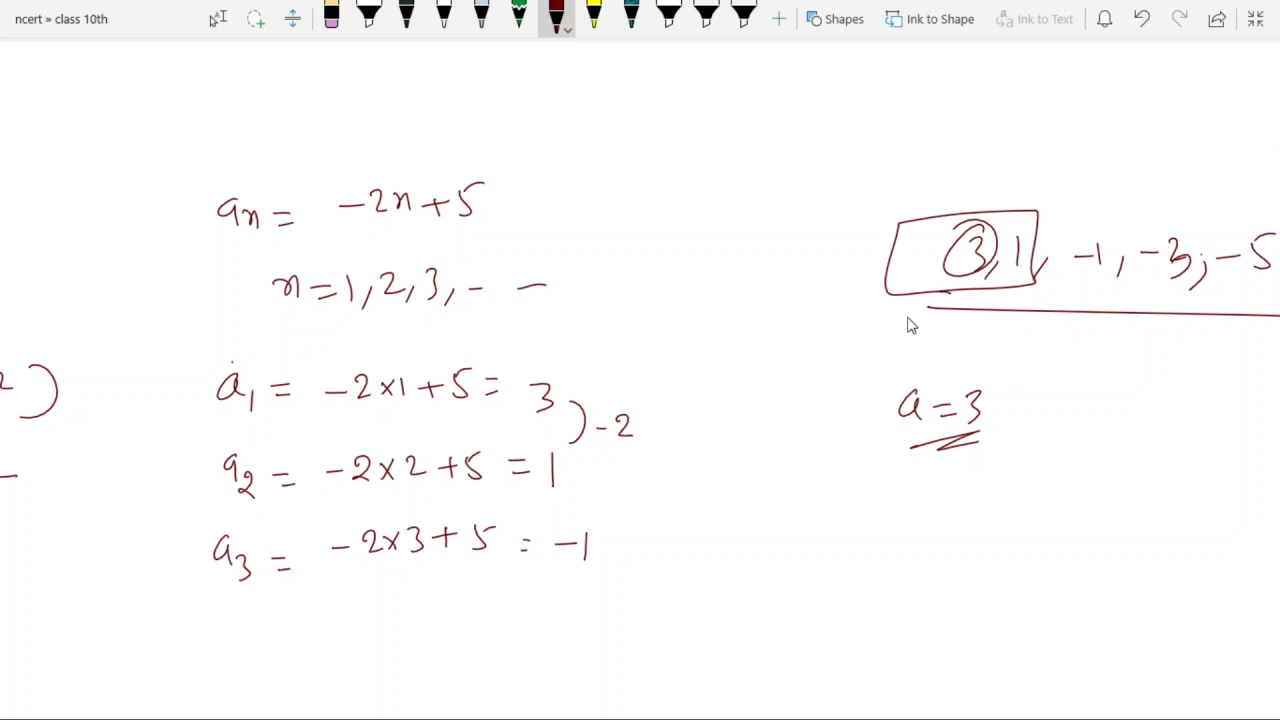 ncert » class 10th
Shapes
Ink to Shape
Ink to Text
an = -2n+5
n=1,2,3,- -
a1 = -2×1+5= 3
)-2
a2 = -2×2+5 =1
a3 = -2×3+5 = -1
3,1, -1,-3,-5
a=3
2)